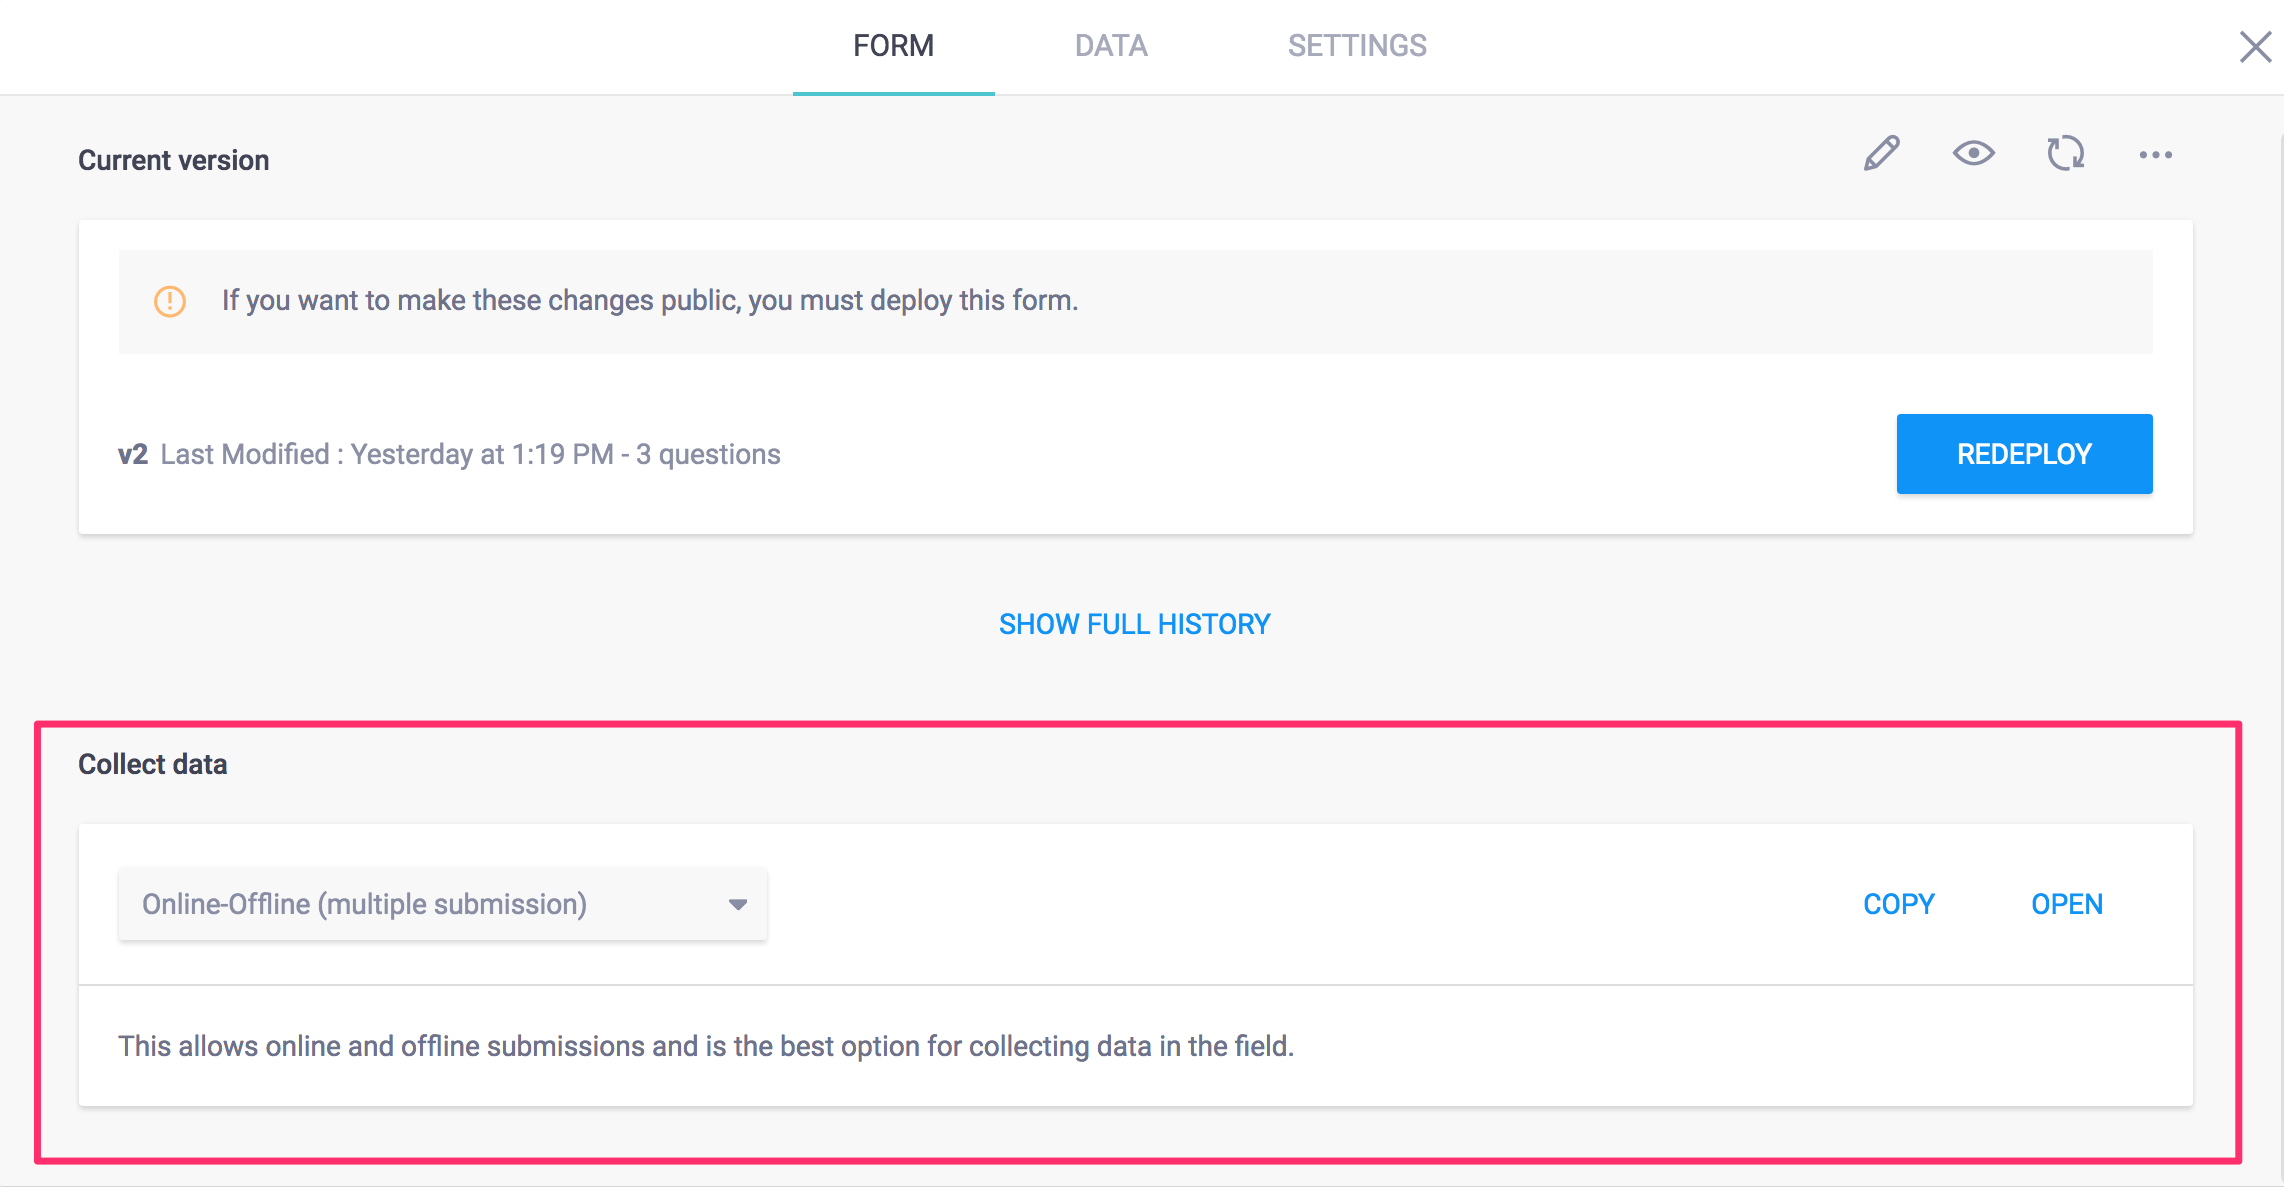 FORM DATA SETTINGS
Current version
If you want to make these changes public, you must deploy this form.
v2 Last Modified : Yesterday at 1:19 PM - 3 questions
REDEPLOY
SHOW FULL HISTORY
Collect data
Online-Offline (multiple submission)
COPY OPEN
This allows online and offline submissions and is the best option for collecting data in the field.